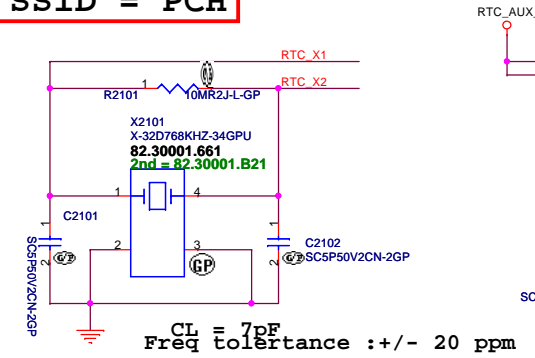 SSID = PCH
RTC_AUX_
RTC_X1
RTC_X2
R2101
1
10MR2J-L-GP
X2101
X-32D768KHZ-34GPU
82.30001.661
2nd = 82.30001.B21
1
4
2
3
GP
C2101
1
2
SC5P50V2CN-2GP
G/P
1
2
C2102
G/P
SC5P50V2CN-2GP
SC
CL = 7pF
Freq tolertance :+/- 20 ppm